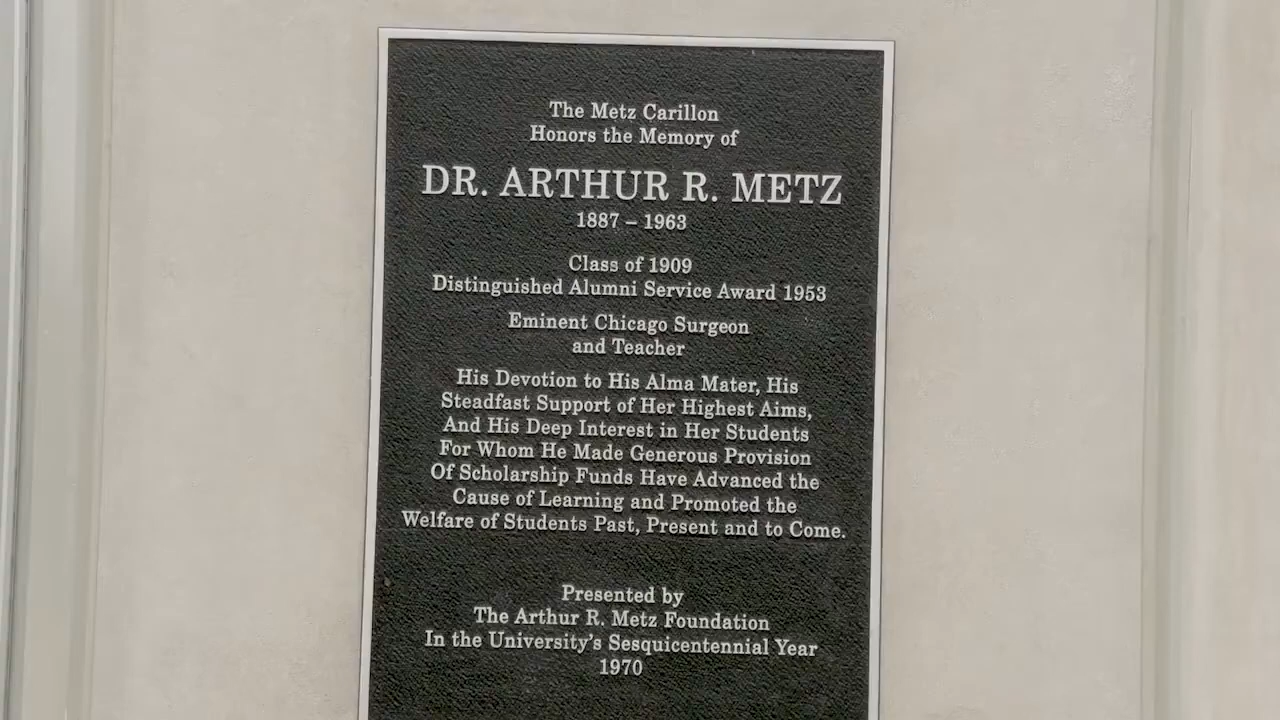 The Metz Carillon
Honors the Memory of
DR. ARTHUR R. METZ
1887 – 1963
Class of 1909
Distinguished Alumni Service Award 1953
Eminent Chicago Surgeon
and Teacher
His Devotion to His Alma Mater, His
Steadfast Support of Her Highest Aims,
And His Deep Interest in Her Students
For Whom He Made Generous Provision
Of Scholarship Funds Have Advanced the
Cause of Learning and Promoted the
Welfare of Students Past, Present and to Come.
Presented by
The Arthur R. Metz Foundation
In the University's Sesquicentennial Year
1970